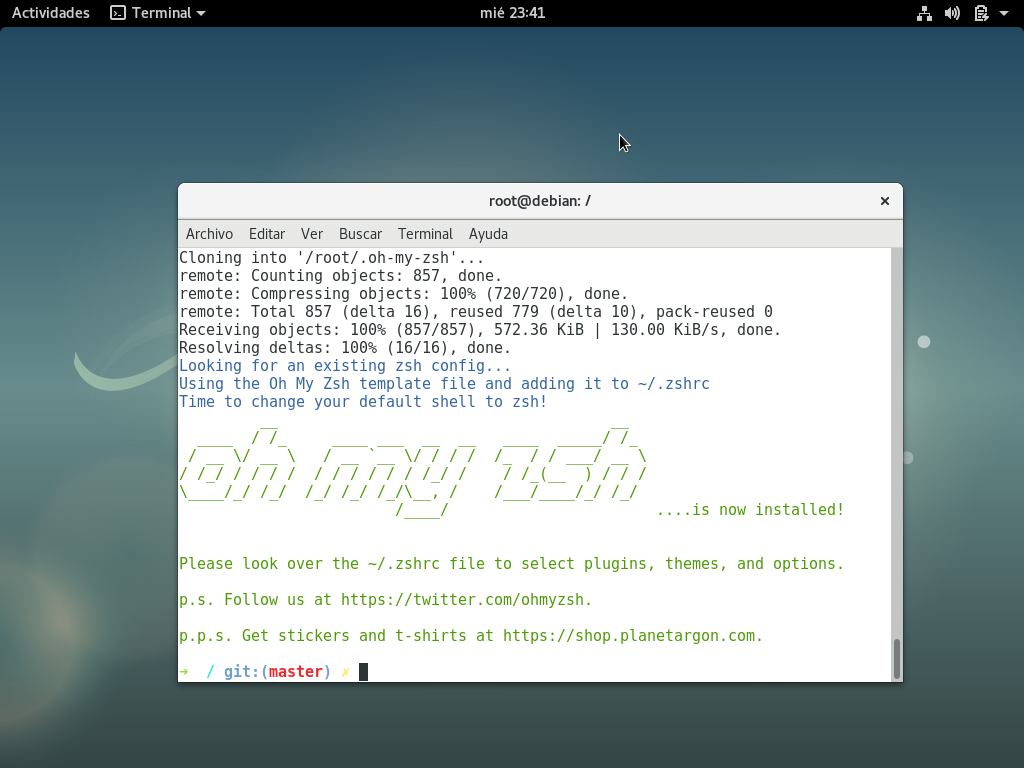 Actividades Terminal mié 23:41
root@debian: /
Archivo Editar Ver Buscar Terminal Ayuda
Cloning into '/root/.oh-my-zsh'...
remote: Counting objects: 857, done.
remote: Compressing objects: 100% (720/720), done.
remote: Total 857 (delta 16), reused 779 (delta 10), pack-reused 0
Receiving objects: 100% (857/857), 572.36 KiB | 130.00 KiB/s, done.
Resolving deltas: 100% (16/16), done.
Looking for an existing zsh config...
Using the Oh My Zsh template file and adding it to ~/.zshrc
Time to change your default shell to zsh!
oh my zsh
....is now installed!
Please look over the ~/.zshrc file to select plugins, themes, and options.
p.s. Follow us at https://twitter.com/ohmyzsh.
p.p.s. Get stickers and t-shirts at https://shop.planetargon.com.
➜ / git:(master) ✗